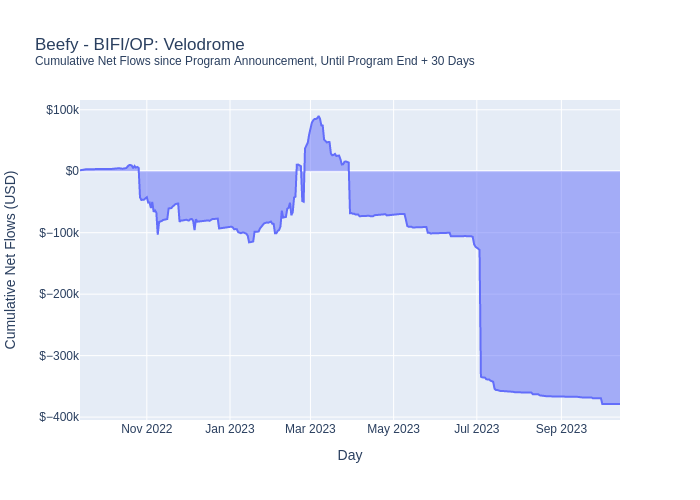 Beefy - BIFI/OP: Velodrome
Cumulative Net Flows since Program Announcement, Until Program End + 30 Days
Cumulative Net Flows (USD)
$100k
$0
$−100k
$−200k
$−300k
$−400k
Nov 2022
Jan 2023
Mar 2023
May 2023
Jul 2023
Sep 2023
Day